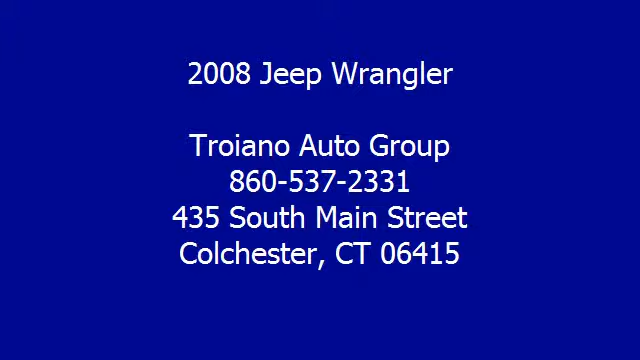 2008 Jeep Wrangler
Troiano Auto Group
860-537-2331
435 South Main Street
Colchester, CT 06415